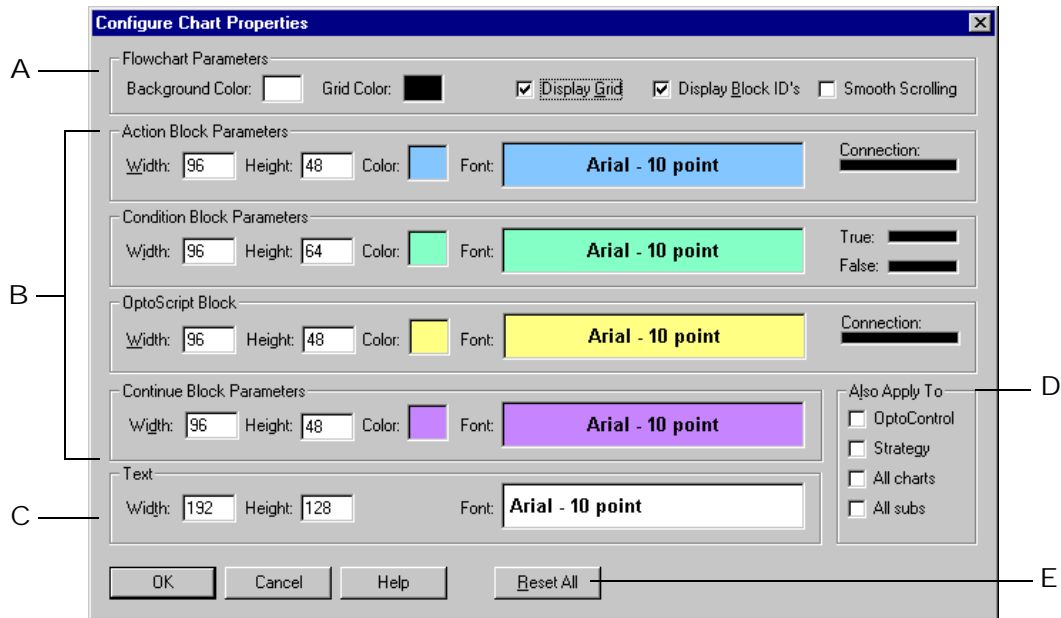 Configure Chart Properties
A
Flowchart Parameters
Background Color: Grid Color: Display Grid Display Block ID's Smooth Scrolling
B
Action Block Parameters
Width: 96 Height: 48 Color: Font: Arial - 10 point Connection:
Condition Block Parameters
Width: 96 Height: 64 Color: Font: Arial - 10 point True:
False:
OptoScript Block
Width: 96 Height: 48 Color: Font: Arial - 10 point Connection:
Continue Block Parameters
Width: 96 Height: 48 Color: Font: Arial - 10 point
D
Also Apply To
OptoControl
Strategy
All charts
All subs
C
Text
Width: 192 Height: 128 Font: Arial - 10 point
OK Cancel Help Reset All
E